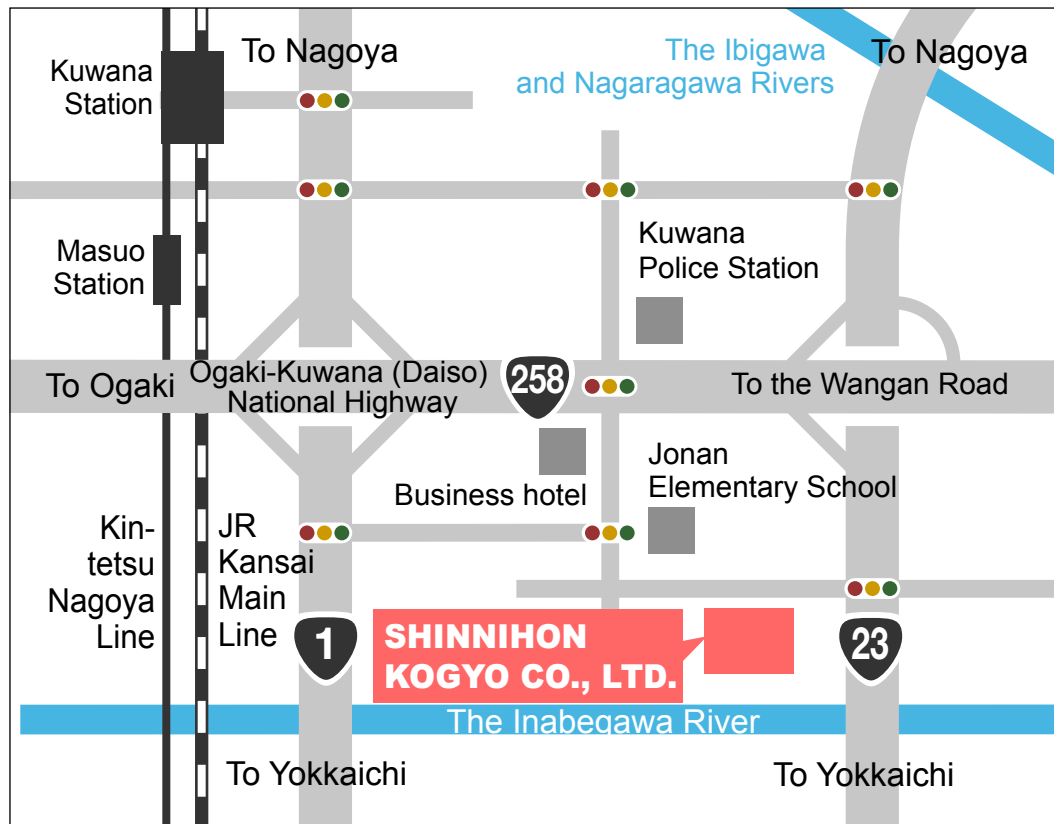 To Nagoya
The Ibigawa
and Nagaragawa Rivers
To Nagoya
Kuwana
Station
Masuo
Station
Kuwana
Police Station
To Ogaki
Ogaki-Kuwana (Daiso)
National Highway
258
To the Wangan Road
Business hotel
Jonan
Elementary School
Kin-
tetsu
Nagoya
Line
JR
Kansai
Main
Line
1
SHINNIHON
KOGYO CO., LTD.
23
The Inabegawa River
To Yokkaichi
To Yokkaichi